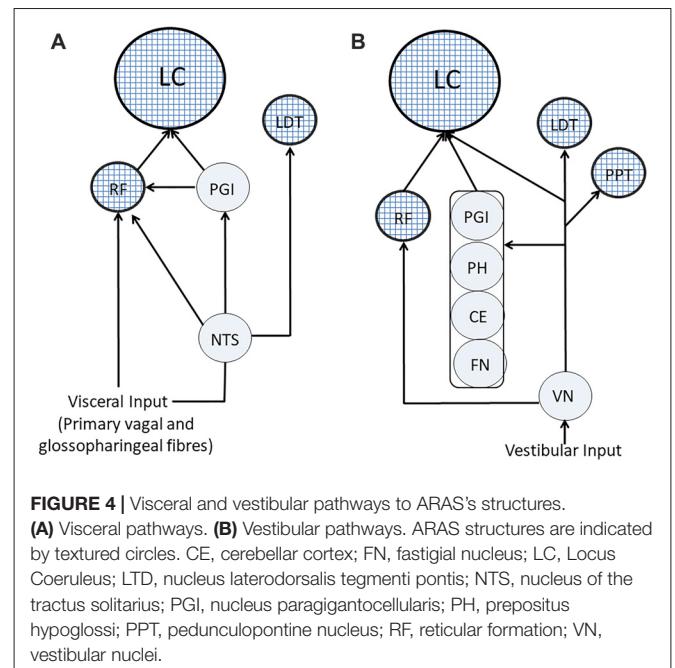 A
B
LC
LC
LDT
LDT
RF
PGI
PPT
RF
PGI
PH
NTS
CE
FN
Visceral Input
(Primary vagal and
glossopharingeal fibres)
VN
Vestibular Input
FIGURE 4 | Visceral and vestibular pathways to ARAS's structures.
(A) Visceral pathways. (B) Vestibular pathways. ARAS structures are indicated
by textured circles. CE, cerebellar cortex; FN, fastigial nucleus; LC, Locus
Coeruleus; LTD, nucleus laterodorsalis tegmenti pontis; NTS, nucleus of the
tractus solitarius; PGI, nucleus paragigantocellularis; PH, prepositus
hypoglossi; PPT, pedunculopontine nucleus; RF, reticular formation; VN,
vestibular nuclei.